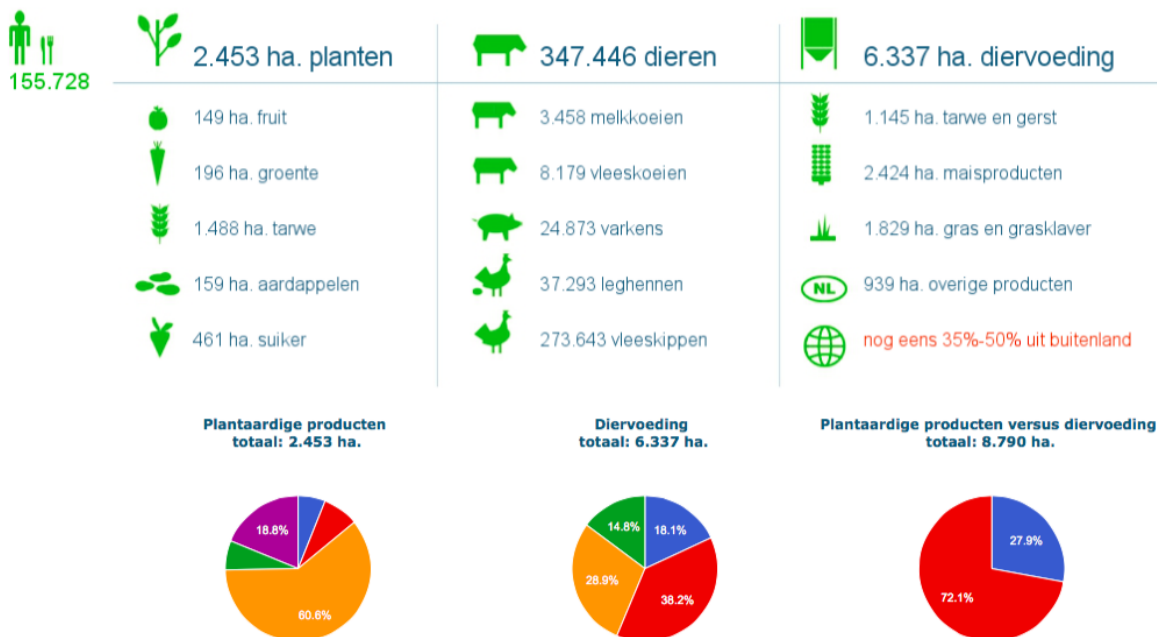 155.728
2.453 ha. planten
149 ha. fruit
196 ha. groente
1.488 ha. tarwe
159 ha. aardappelen
461 ha. suiker
347.446 dieren
3.458 melkkoeien
8.179 vleeskoeien
24.873 varkens
37.293 leghennen
273.643 vleeskippen
6.337 ha. diervoeding
1.145 ha. tarwe en gerst
2.424 ha. maisproducten
1.829 ha. gras en grasklaver
NL 939 ha. overige producten
nog eens 35%-50% uit buitenland
Plantaardige producten
totaal: 2.453 ha.
18.8%
60.6%
Diervoeding
totaal: 6.337 ha.
14.8%
18.1%
28.9%
38.2%
Plantaardige producten versus diervoeding
totaal: 8.790 ha.
27.9%
72.1%